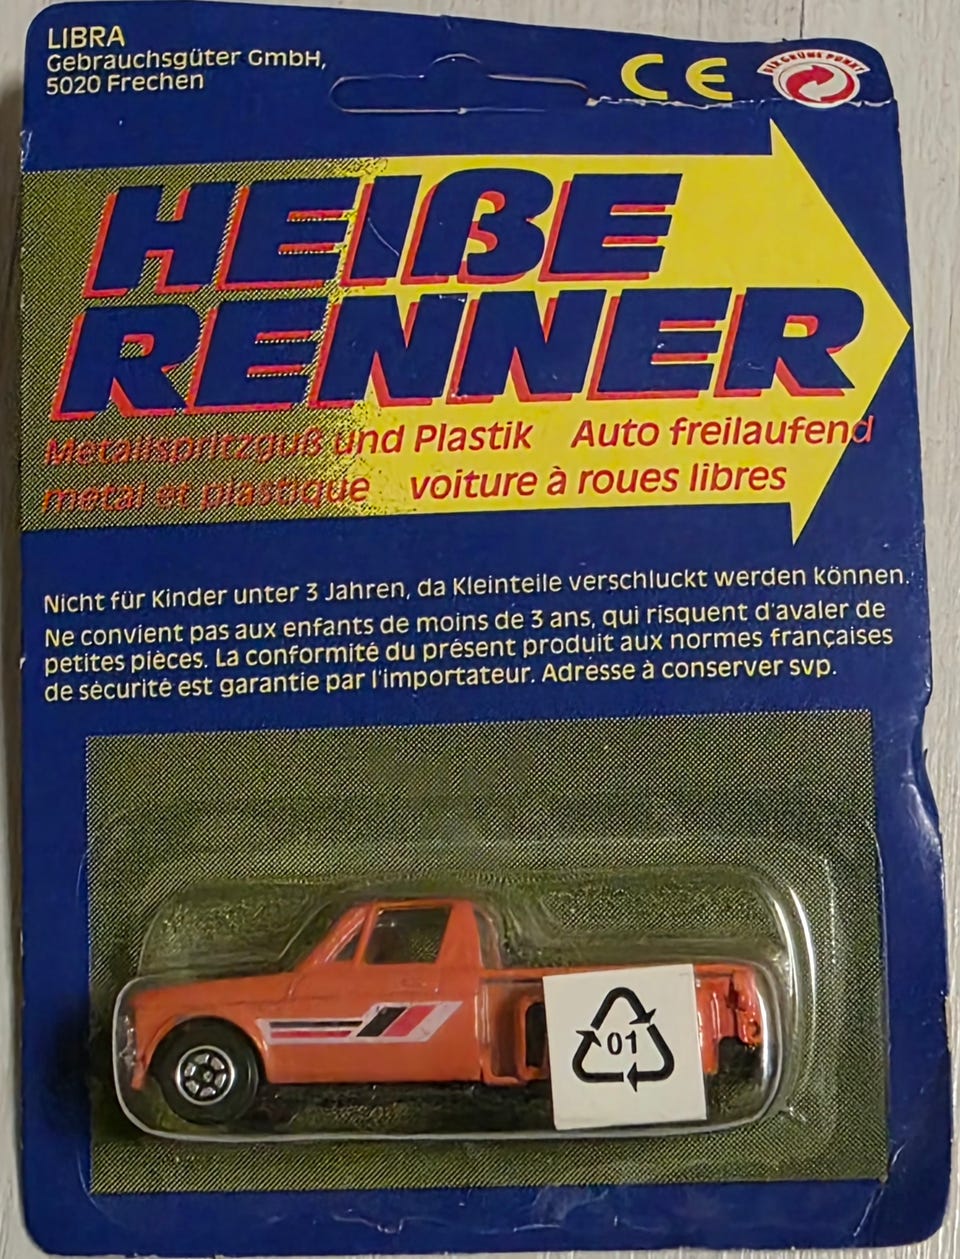 LIBRA
Gebrauchsgüter GmbH,
5020 Frechen
CE
DER GRÜNE PUNKT
HEIßE
RENNER
Metallspritzguß und Plastik Auto freilaufend
metal et plastique voiture à roues libres
Nicht für Kinder unter 3 Jahren, da Kleinteile verschluckt werden können.
Ne convient pas aux enfants de moins de 3 ans, qui risquent d'avaler de
petites pièces. La conformité du présent produit aux normes françaises
de sécurité est garantie par l'importateur. Adresse à conserver svp.
01